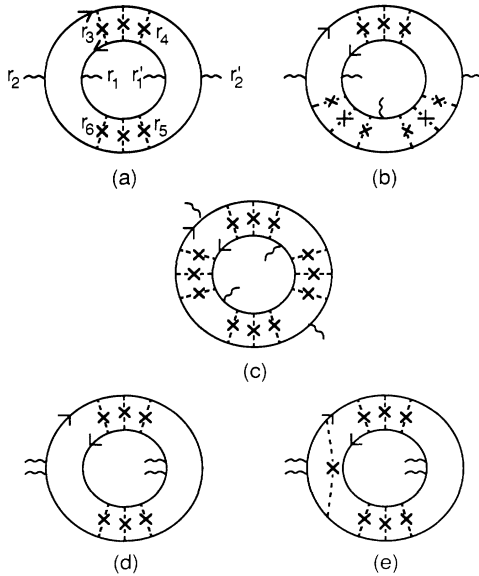 r₃ r₄
r₂ r₁ r₁′ r₂′
r₆ r₅
(a) (b)
(c)
(d) (e)